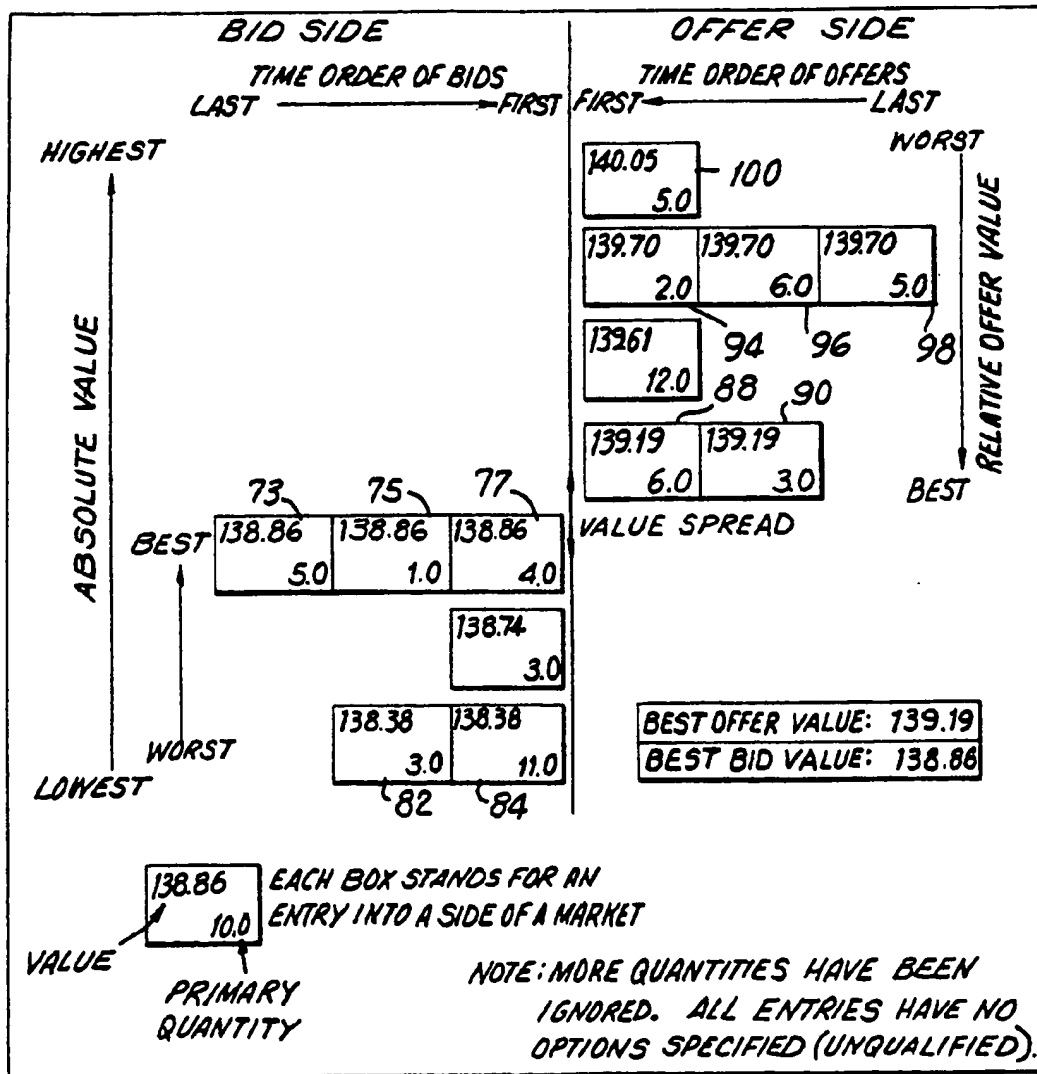 BID SIDE
OFFER SIDE
TIME ORDER OF BIDS
TIME ORDER OF OFFERS
LAST
FIRST
FIRST
LAST
HIGHEST
WORST
140.05
5.0
100
139.70
2.0
139.70
6.0
139.70
5.0
94
96
98
139.61
12.0
88
90
139.19
6.0
139.19
3.0
RELATIVE OFFER VALUE
BEST
ABSOLUTE VALUE
73
75
77
VALUE SPREAD
BEST
138.86
5.0
138.86
1.0
138.86
4.0
138.74
3.0
138.38
3.0
138.38
11.0
WORST
LOWEST
82
84
BEST OFFER VALUE: 139.19
BEST BID VALUE: 138.86
138.86
10.0
EACH BOX STANDS FOR AN
ENTRY INTO A SIDE OF A MARKET
VALUE
PRIMARY
QUANTITY
NOTE: MORE QUANTITIES HAVE BEEN
IGNORED. ALL ENTRIES HAVE NO
OPTIONS SPECIFIED (UNQUALIFIED).